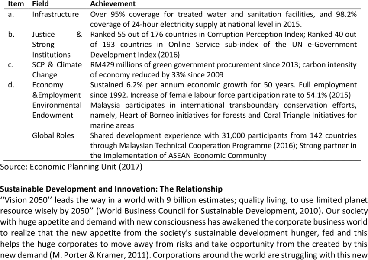 Item Field Achievement
a. Infrastructure Over 95% coverage for treated water and sanitation facilities, and 98.2%
coverage of 24-hour electricity supply at national level in 2015.
b. Justice & Ranked 55 out of 176 countries in Corruption Perception Index; Ranked 40 out
Strong of 193 countries in Online Service sub-index of the UN e-Government
Institutions Development Index (2016)
c. SCP & Climate RM429 millions of green government procurement since 2013; carbon intensity
Change of economy reduced by 33% since 2009
d. Economy Sustained 6.2% per annum economic growth for 50 years. Full employment
&Employment since 1992. Increase of female labour force participation rate to 54.1% (2015)
Environmental Malaysia participates in international transboundary conservation efforts,
Endowment namely, Heart of Borneo initiatives for forests and Coral Triangle Initiatives for
marine areas
Global Roles Shared development experience with 31,000 participants from 142 countries
through Malaysian Technical Cooperation Programme (2016); Strong partner in
the Implementation of ASEAN Economic Community
Source: Economic Planning Unit (2017)
Sustainable Development and Innovation: The Relationship
‘‘Vision 2050’’ leads the way in a world with 9 billion estimates; quality living, to use limited planet
resource wisely by 2050’’ (World Business Council for Sustainable Development, 2010). Our society
with huge appetite and demand with new consciousness has awakened the corporate business world
to realize that the new appetite from the society’s sustainable development hunger, fed and this
helps the huge corporates to move away from risks and take opportunity from the created by this
new demand (M. Porter & Kramer, 2011). Corporations around the world are struggling with this new